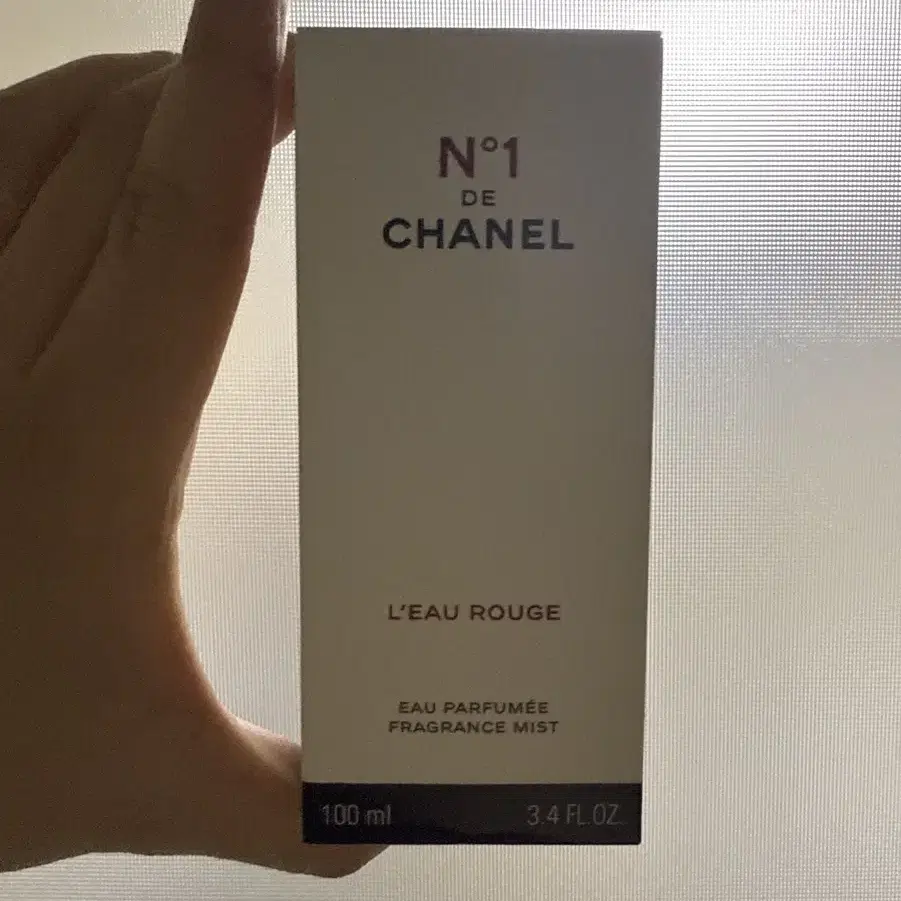 N°1
DE
CHANEL
L'EAU ROUGE
EAU PARFUMÉE
FRAGRANCE MIST
100 ml 3.4 FL.OZ.